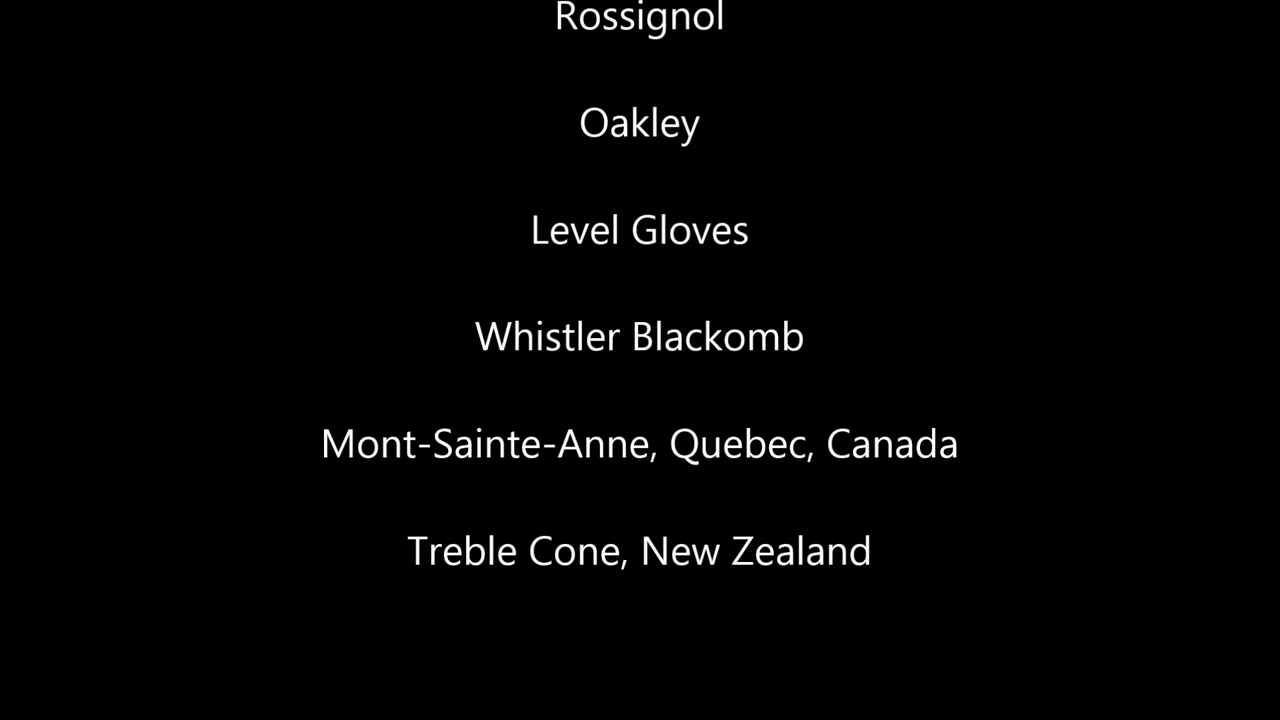 Rossignol
Oakley
Level Gloves
Whistler Blackomb
Mont-Sainte-Anne, Quebec, Canada
Treble Cone, New Zealand